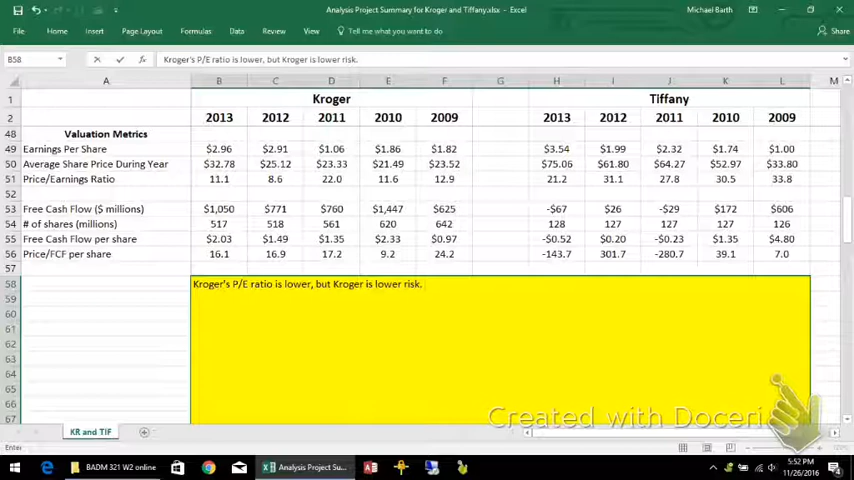 Analysis Project Summary for Kroger and Tiffany.xlsx - Excel
Michael Barth
File Home Insert Page Layout Formulas Data Review View Tell me what you want to do... Share
B58 fx Kroger's P/E ratio is lower, but Kroger is lower risk.
A B C D E F G H I J K L M
1 Kroger Tiffany
2 2013 2012 2011 2010 2009 2013 2012 2011 2010 2009
48 Valuation Metrics
49 Earnings Per Share $2.96 $2.91 $1.06 $1.86 $1.82 $3.54 $1.99 $2.32 $1.74 $1.00
50 Average Share Price During Year $32.78 $25.12 $23.33 $21.49 $23.52 $75.06 $61.80 $64.27 $52.97 $33.80
51 Price/Earnings Ratio 11.1 8.6 22.0 11.6 12.9 21.2 31.1 27.8 30.5 33.8
52
53 Free Cash Flow ($ millions) $1,050 $771 $760 $1,447 $625 -$67 $26 -$29 $172 $606
54 # of shares (millions) 517 518 561 620 642 128 127 127 127 126
55 Free Cash Flow per share $2.03 $1.49 $1.35 $2.33 $0.97 -$0.52 $0.20 -$0.23 $1.35 $4.80
56 Price/FCF per share 16.1 16.9 17.2 9.2 24.2 -143.7 301.7 -280.7 39.1 7.0
57
58 Kroger's P/E ratio is lower, but Kroger is lower risk.
59
60
61
62
63
64
65
66
67
Created with Doceri
KR and TIF
Enter
BADM 321 W2 online
Analysis Project Su...
5:52 PM
11/26/2016
4